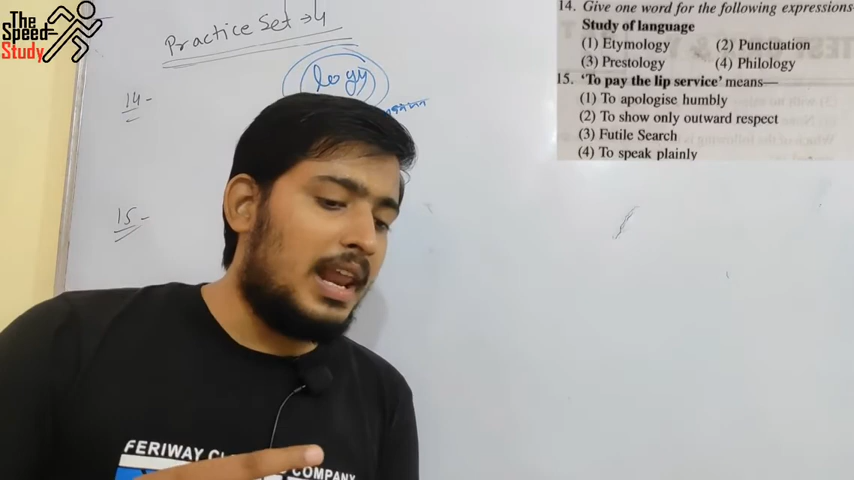 The
Speed-
Study
Practice Set → 4
logy
14 -
15 -
14. Give one word for the following expressions-
Study of language
(1) Etymology (2) Punctuation
(3) Prestology (4) Philology
15. 'To pay the lip service' means—
(1) To apologise humbly
(2) To show only outward respect
(3) Futile Search
(4) To speak plainly
FERIWAY
COMPANY